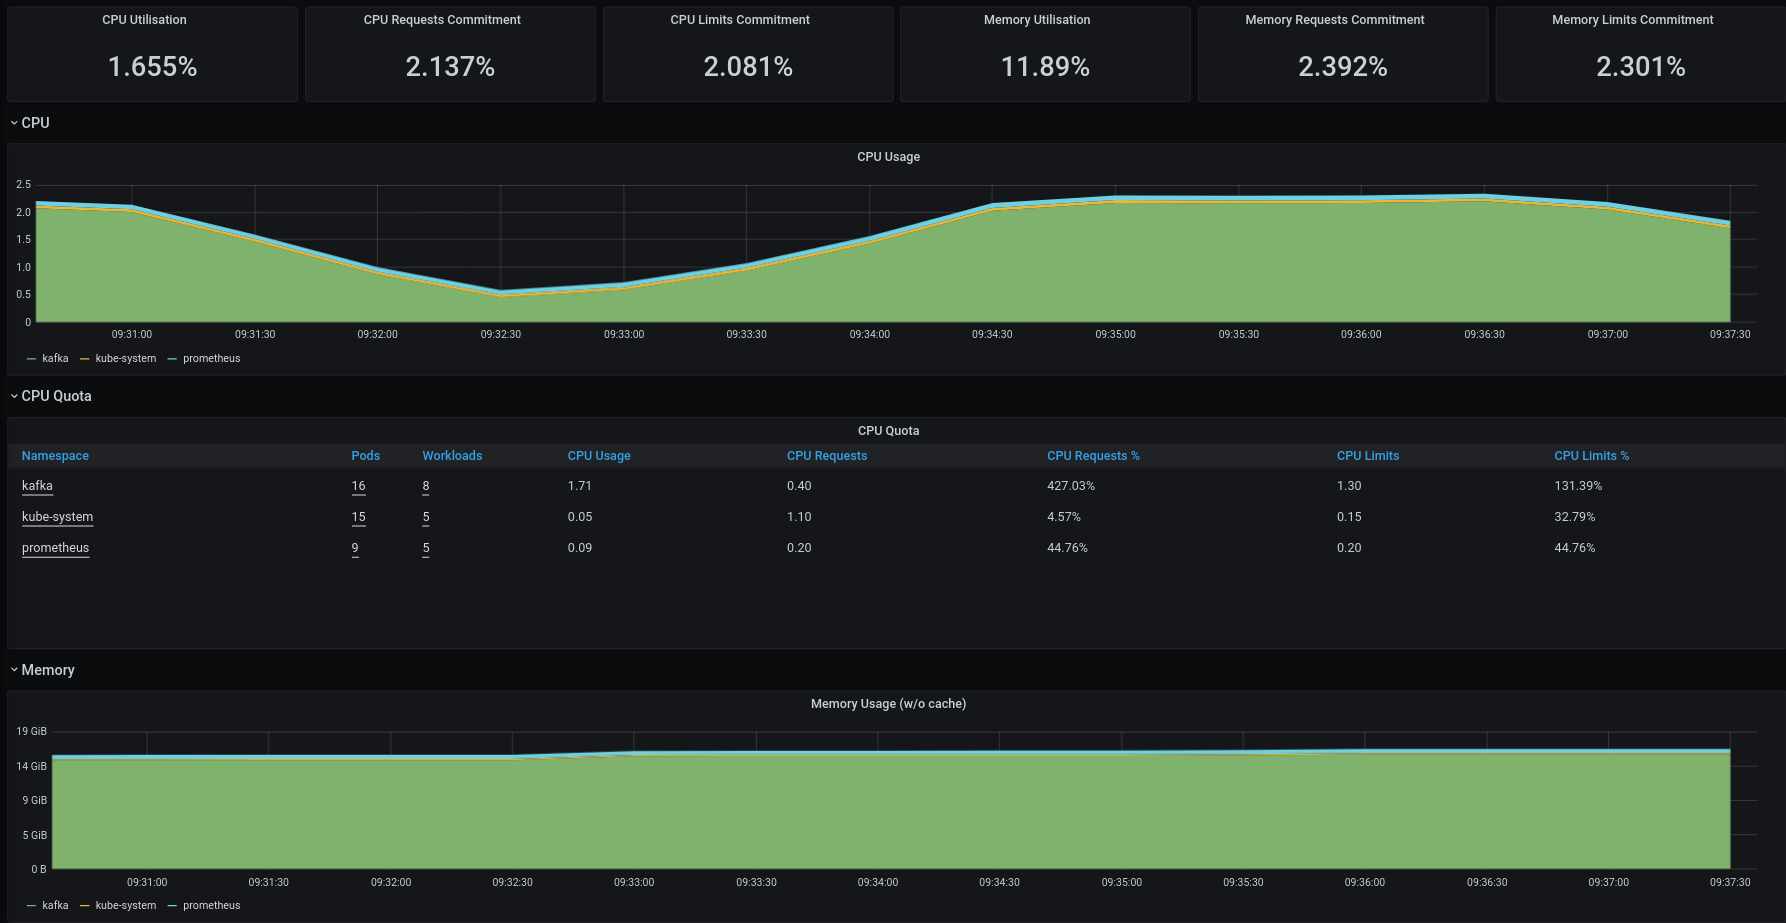 CPU Utilisation CPU Requests Commitment CPU Limits Commitment Memory Utilisation Memory Requests Commitment Memory Limits Commitment
1.655% 2.137% 2.081% 11.89% 2.392% 2.301%
CPU
CPU Usage
2.5
2.0
1.5
1.0
0.5
0
09:31:00 09:31:30 09:32:00 09:32:30 09:33:00 09:33:30 09:34:00 09:34:30 09:35:00 09:35:30 09:36:00 09:36:30 09:37:00 09:37:30
kafka kube-system prometheus
CPU Quota
CPU Quota
Namespace Pods Workloads CPU Usage CPU Requests CPU Requests % CPU Limits CPU Limits %
kafka 16 8 1.71 0.40 427.03% 1.30 131.39%
kube-system 15 5 0.05 1.10 4.57% 0.15 32.79%
prometheus 9 5 0.09 0.20 44.76% 0.20 44.76%
Memory
Memory Usage (w/o cache)
19 GiB
14 GiB
9 GiB
5 GiB
0 B
09:31:00 09:31:30 09:32:00 09:32:30 09:33:00 09:33:30 09:34:00 09:34:30 09:35:00 09:35:30 09:36:00 09:36:30 09:37:00 09:37:30
kafka kube-system prometheus